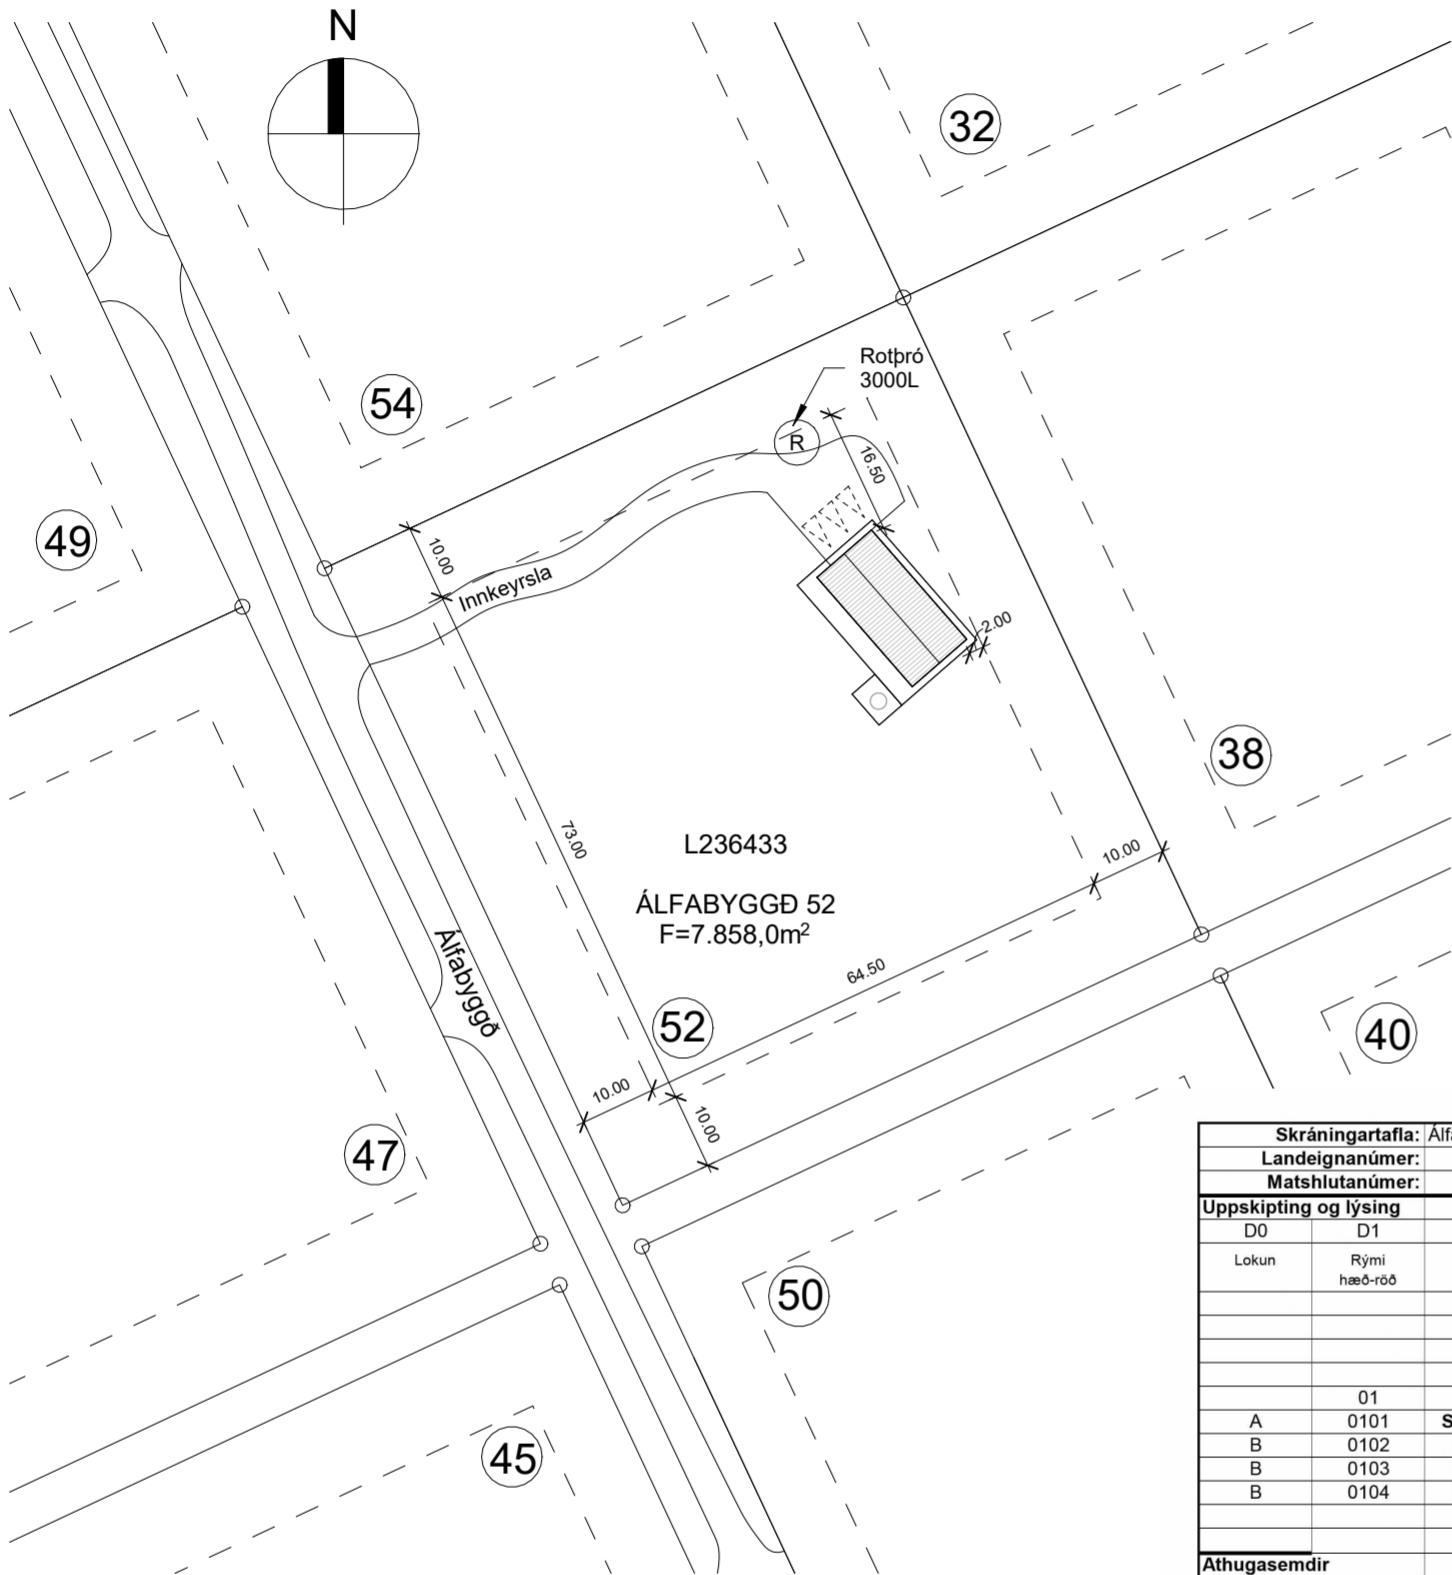 N
32
54
Rotþró
3000L
R
16.50
49
10.00
Innkeyrsla
2.00
38
73.00
L236433
10.00
ÁLFABYGGÐ 52
F=7.858,0m²
Álfabyggð
64.50
52
40
10.00
10.00
47
50
45
Skráningartafla:
Landeignanúmer:
Matshlutanúmer:
Uppskipting og lýsing
D0 D1
Lokun Rými
hæð-röð
01
A 0101 S
B 0102
B 0103
B 0104
Athugasemdir